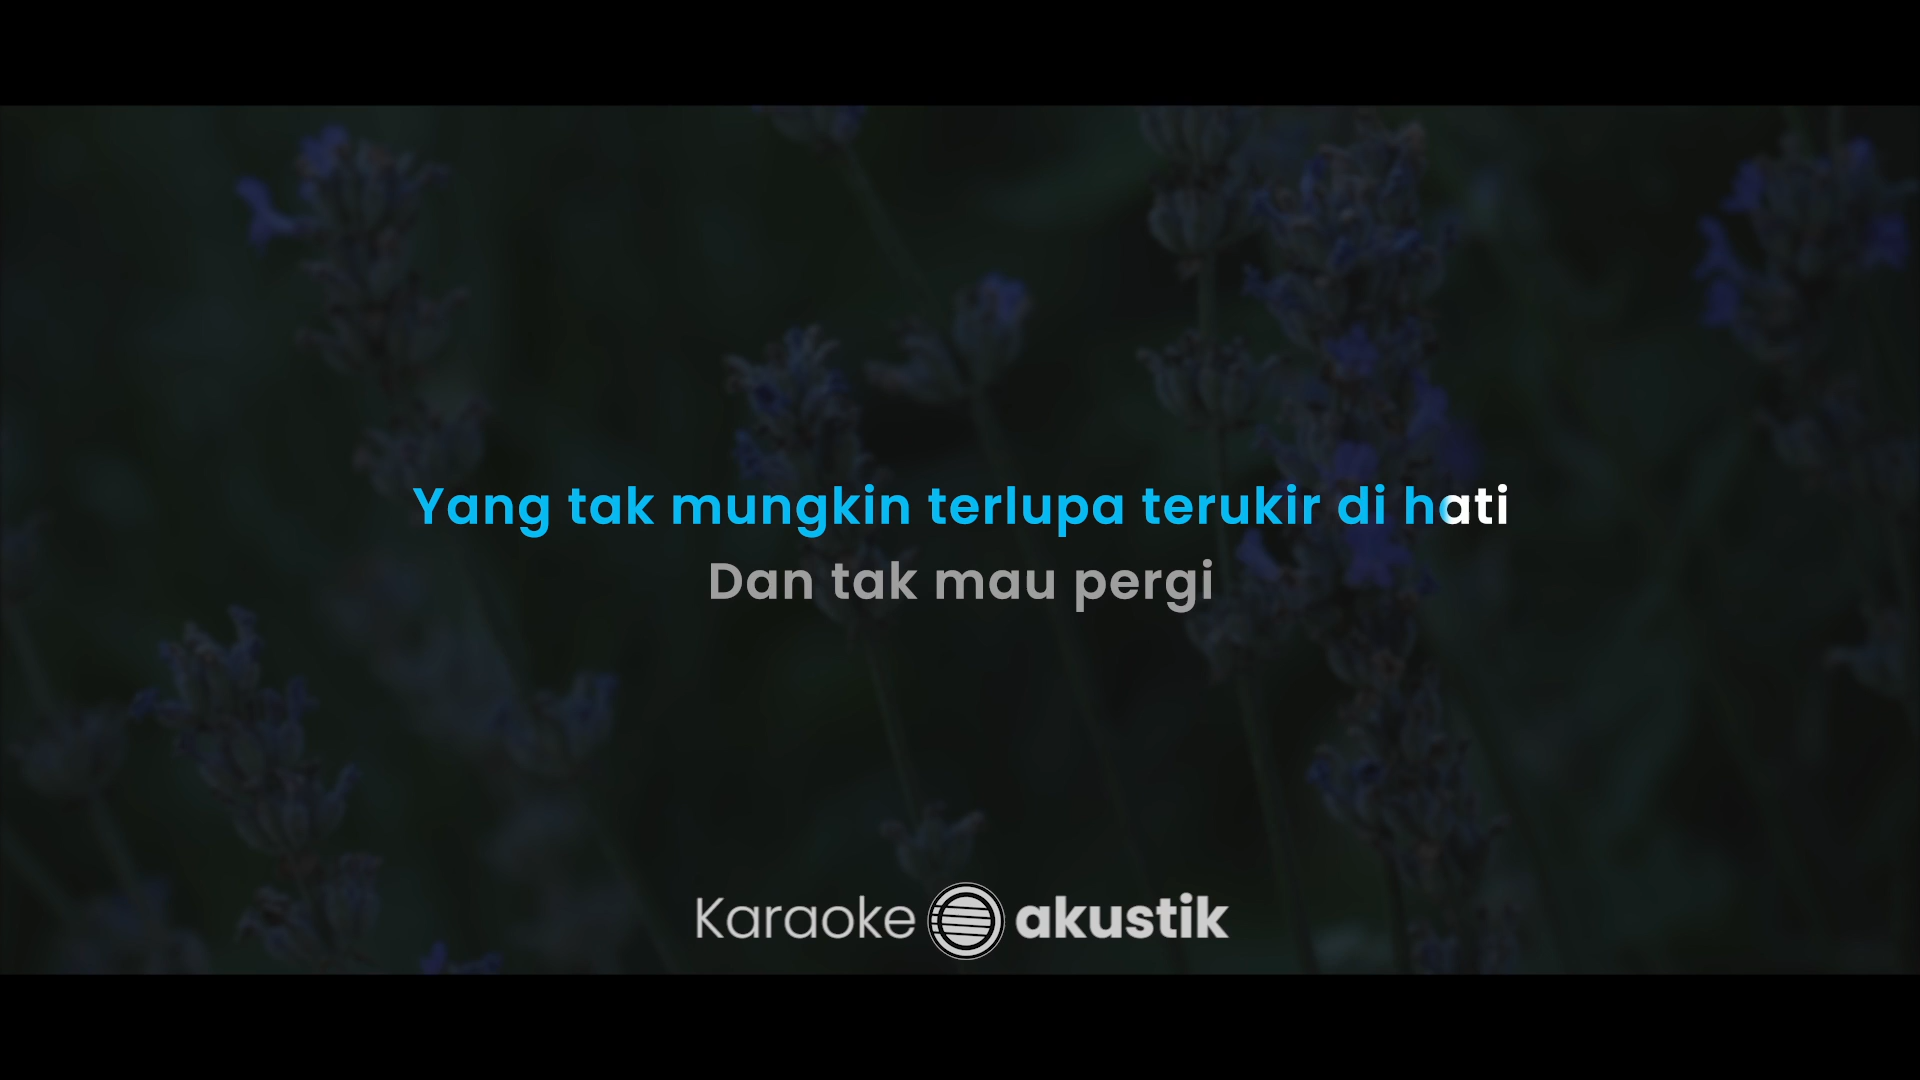 Yang tak mungkin terlupa terukir di hati
Dan tak mau pergi
Karaoke akustik